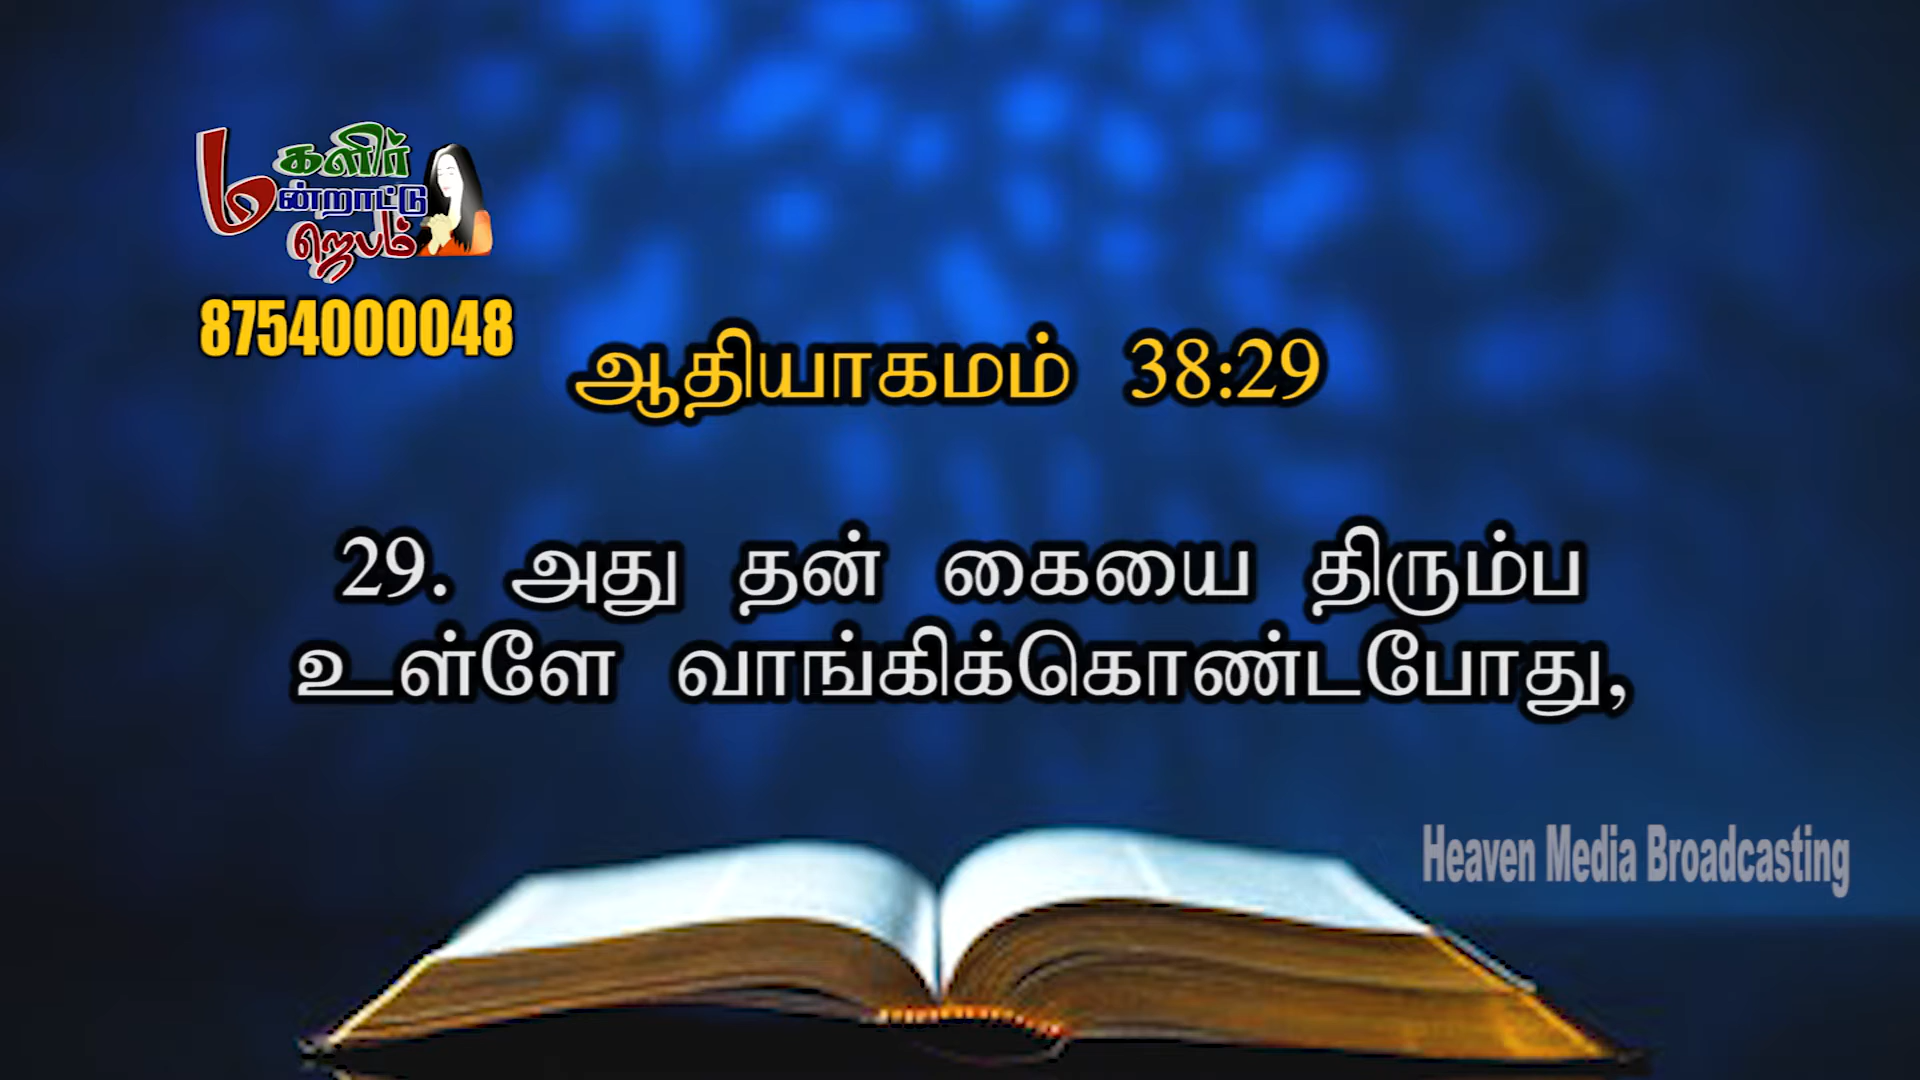 மகளிர்
மன்றாட்டு
ஜெபம்
8754000048
ஆதியாகமம் 38:29
29. அது தன் கையை திரும்ப
உள்ளே வாங்கிக்கொண்டபோது,
Heaven Media Broadcasting